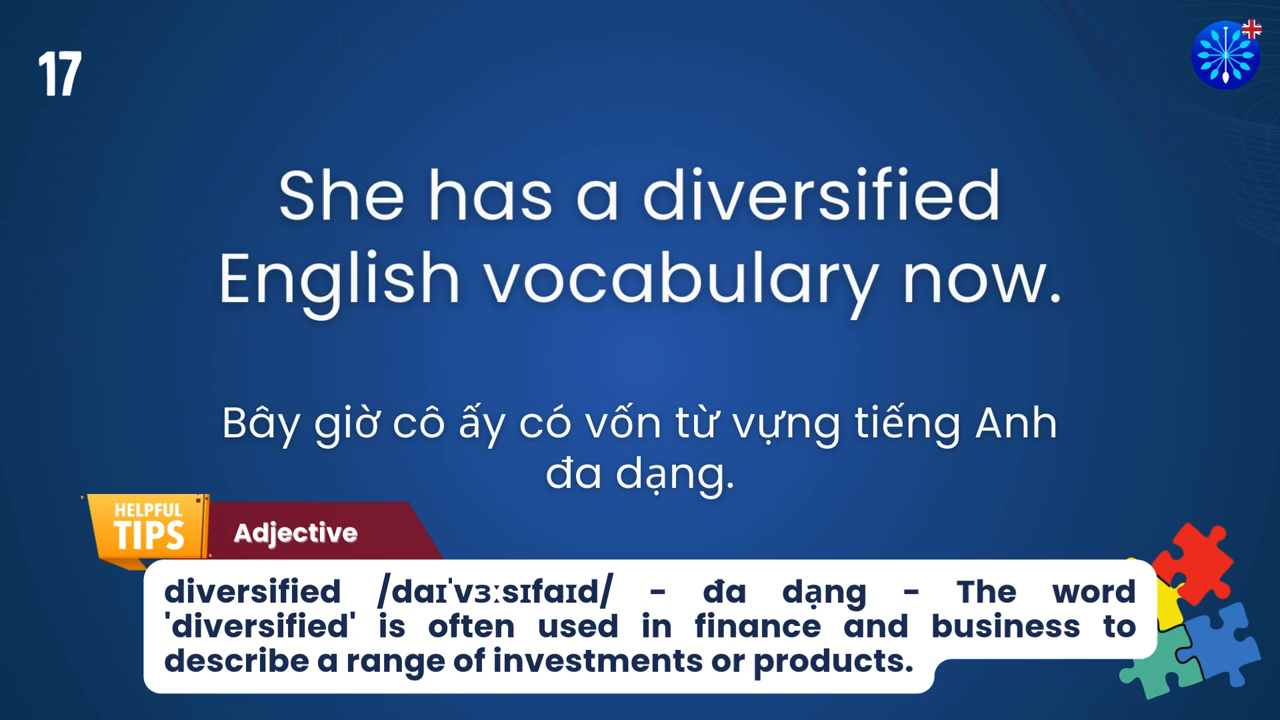 17
She has a diversified
English vocabulary now.
Bây giờ cô ấy có vốn từ vựng tiếng Anh
đa dạng.
HELPFUL
TIPS
Adjective
diversified /daɪˈvɜːsɪfaɪd/ - đa dạng - The word
'diversified' is often used in finance and business to
describe a range of investments or products.